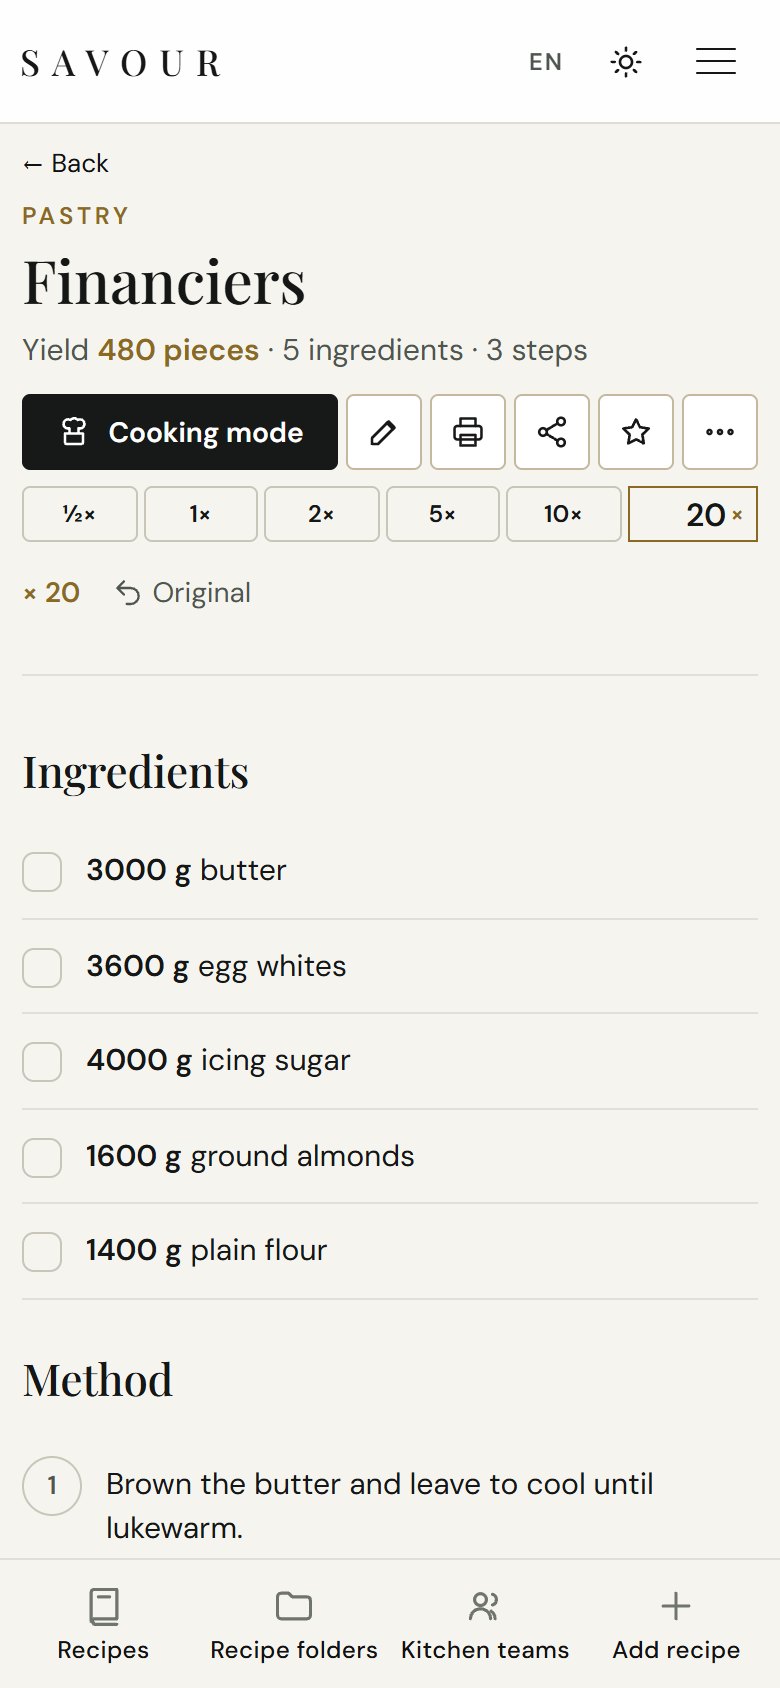 SAVOUR
EN
← Back
PASTRY
Financiers
Yield 480 pieces · 5 ingredients · 3 steps
Cooking mode
½×
1×
2×
5×
10×
20 ×
× 20
Original
Ingredients
3000 g butter
3600 g egg whites
4000 g icing sugar
1600 g ground almonds
1400 g plain flour
Method
1
Brown the butter and leave to cool until
lukewarm.
Recipes
Recipe folders
Kitchen teams
Add recipe